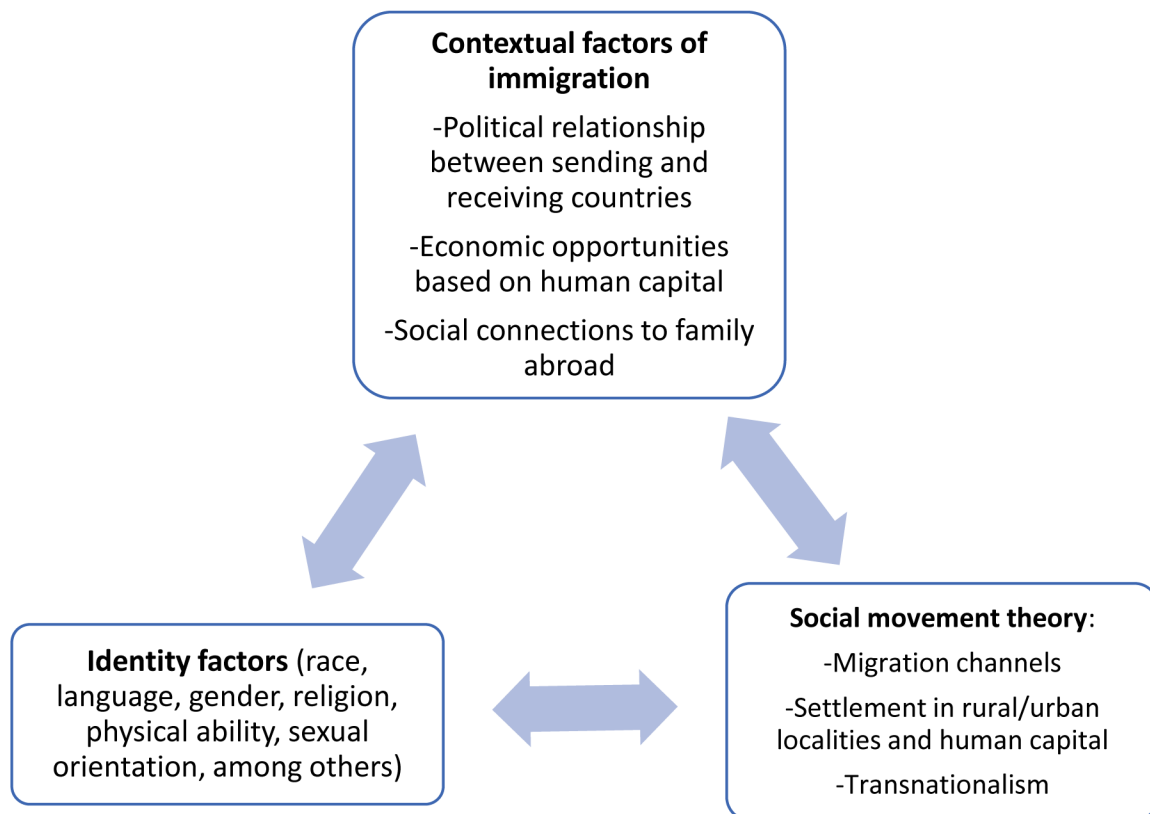 Contextual factors of
immigration
-Political relationship
between sending and
receiving countries
-Economic opportunities
based on human capital
-Social connections to family
abroad
Identity factors (race,
language, gender, religion,
physical ability, sexual
orientation, among others)
Social movement theory:
-Migration channels
-Settlement in rural/urban
localities and human capital
-Transnationalism